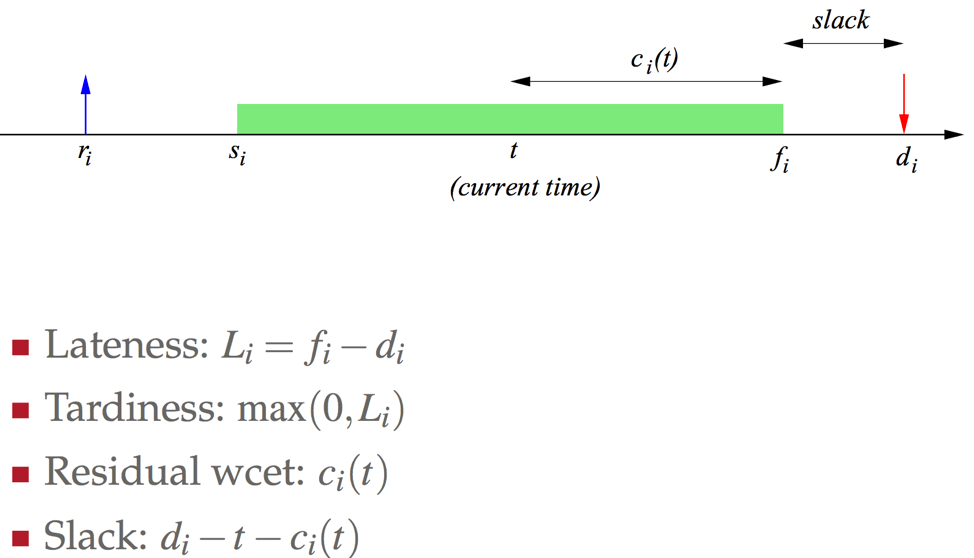 slack
c_i(t)
r_i s_i t f_i d_i
(current time)
■ Lateness: L_i = f_i − d_i
■ Tardiness: max(0, L_i)
■ Residual wcet: c_i(t)
■ Slack: d_i − t − c_i(t)